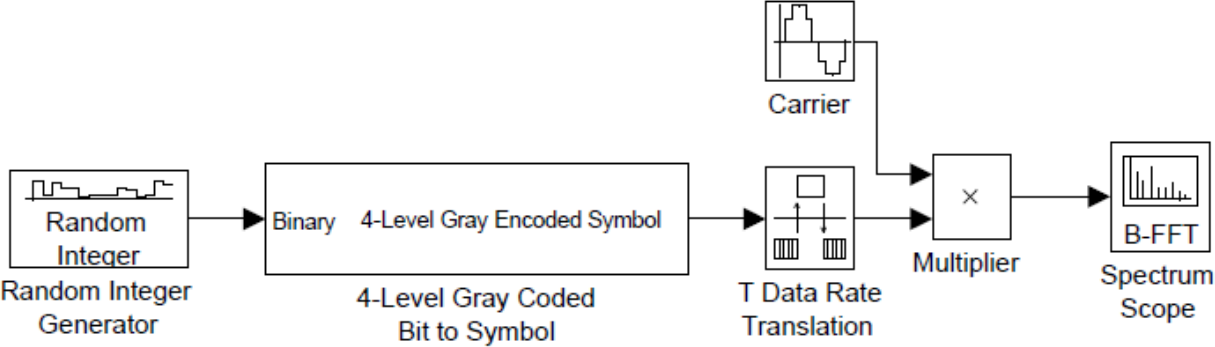 Carrier
Random
Integer
Random Integer
Generator
Binary
4-Level Gray Encoded Symbol
4-Level Gray Coded
Bit to Symbol
T Data Rate
Translation
×
Multiplier
B-FFT
Spectrum
Scope